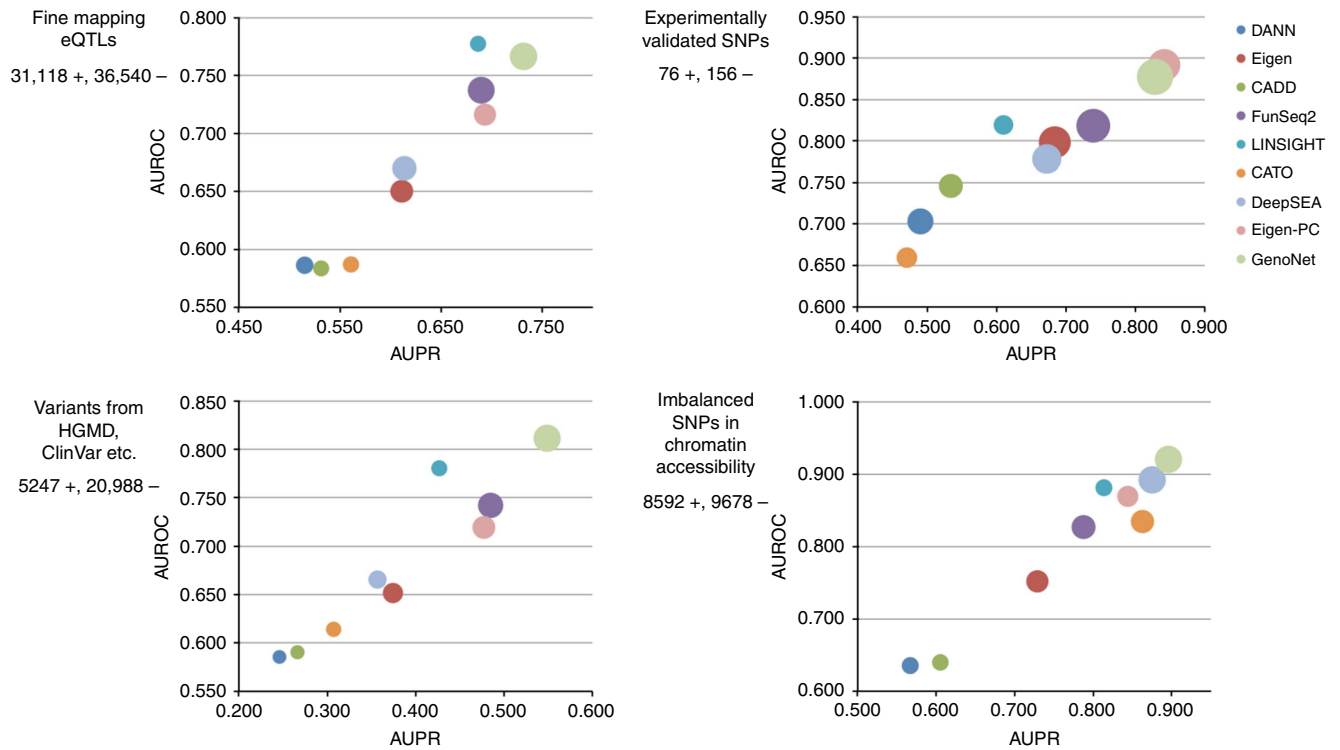 Fine mapping
eQTLs
31,118 +, 36,540 –
0.800
0.750
0.700
0.650
0.600
0.550
AUROC
0.450
0.550
0.650
0.750
AUPR
Experimentally
validated SNPs
76 +, 156 –
0.950
0.900
0.850
0.800
0.750
0.700
0.650
0.600
AUROC
0.400
0.500
0.600
0.700
0.800
0.900
AUPR
DANN
Eigen
CADD
FunSeq2
LINSIGHT
CATO
DeepSEA
Eigen-PC
GenoNet
Variants from
HGMD,
ClinVar etc.
5247 +, 20,988 –
0.850
0.800
0.750
0.700
0.650
0.600
0.550
AUROC
0.200
0.300
0.400
0.500
0.600
AUPR
Imbalanced
SNPs in
chromatin
accessibility
8592 +, 9678 –
1.000
0.900
0.800
0.700
0.600
AUROC
0.500
0.600
0.700
0.800
0.900
AUPR